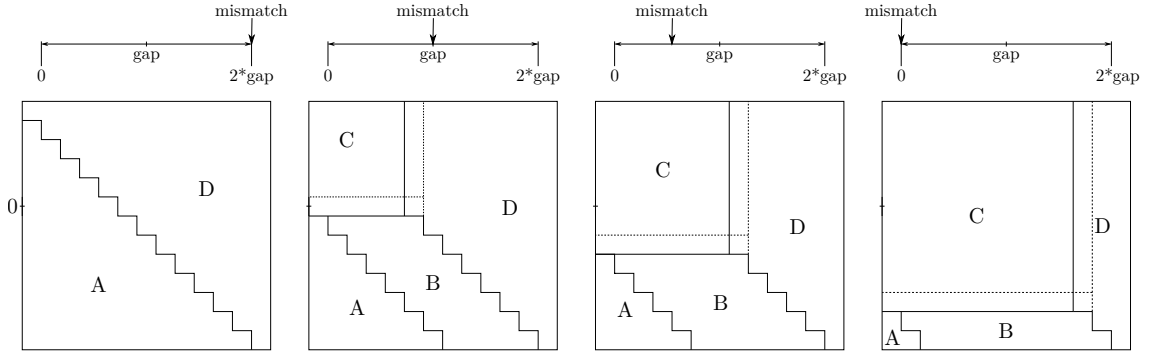 mismatch mismatch mismatch mismatch
gap gap gap gap
0 2*gap 0 2*gap 0 2*gap 0 2*gap
C
C
D
0 D C
D D
A B B
A A B
A